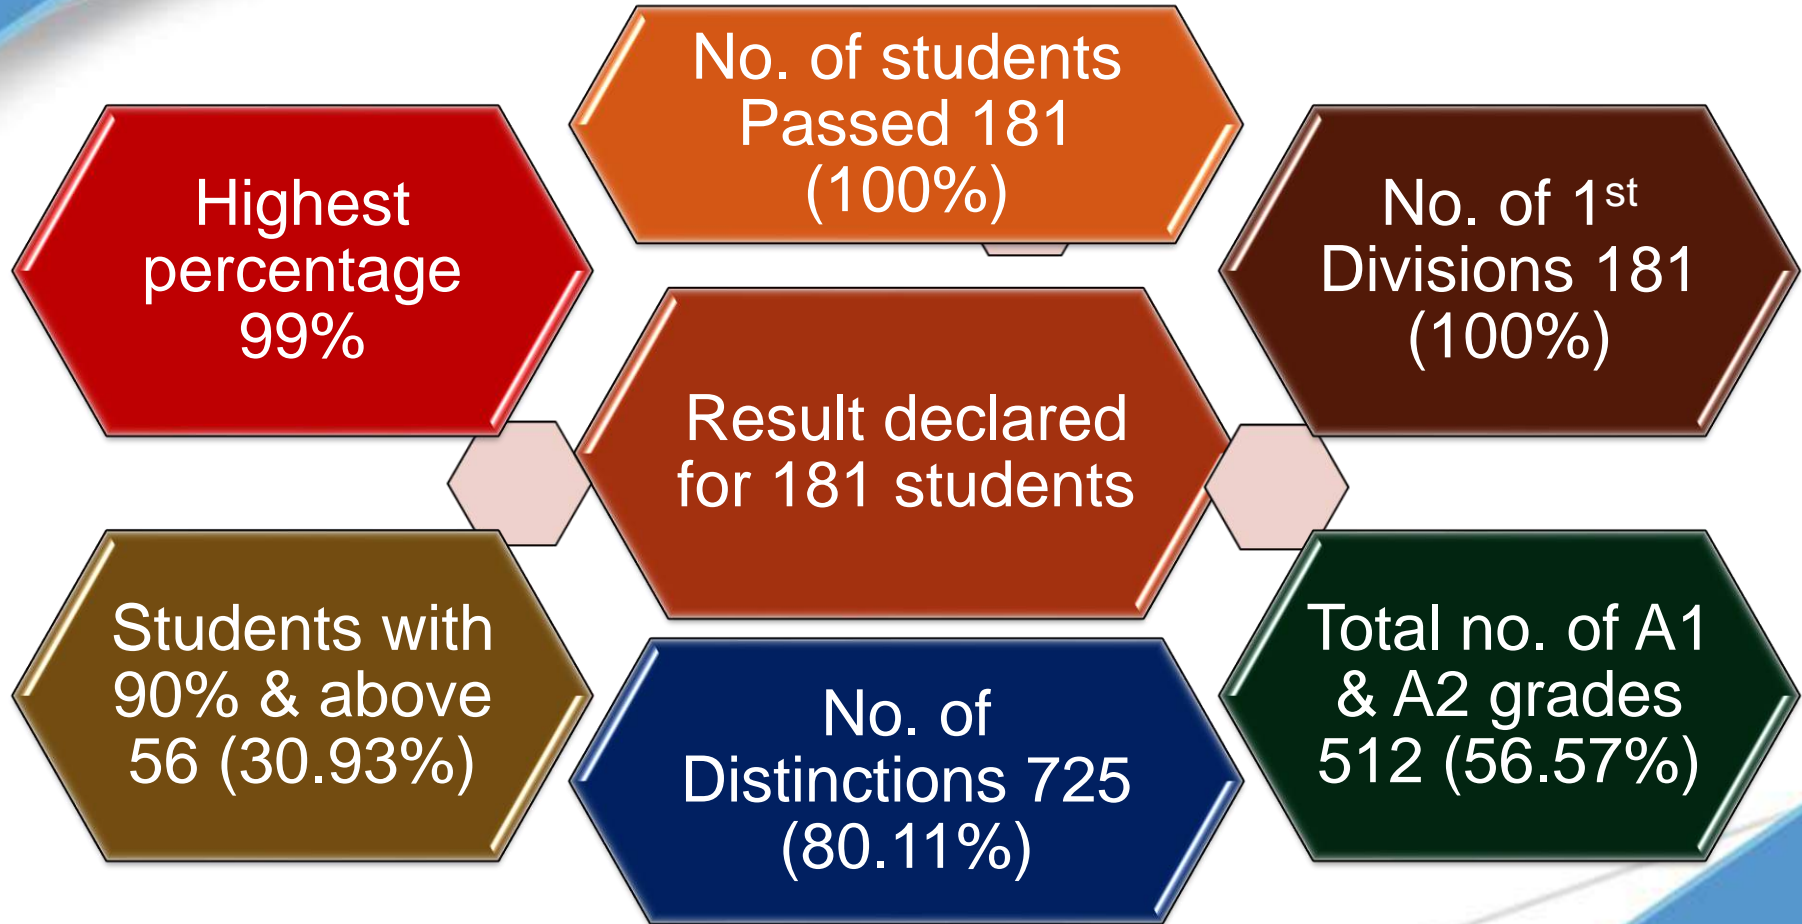 No. of students
Passed 181
(100%)
Highest
percentage
99%
No. of 1st
Divisions 181
(100%)
Result declared
for 181 students
Students with
90% & above
56 (30.93%)
No. of
Distinctions 725
(80.11%)
Total no. of A1
& A2 grades
512 (56.57%)